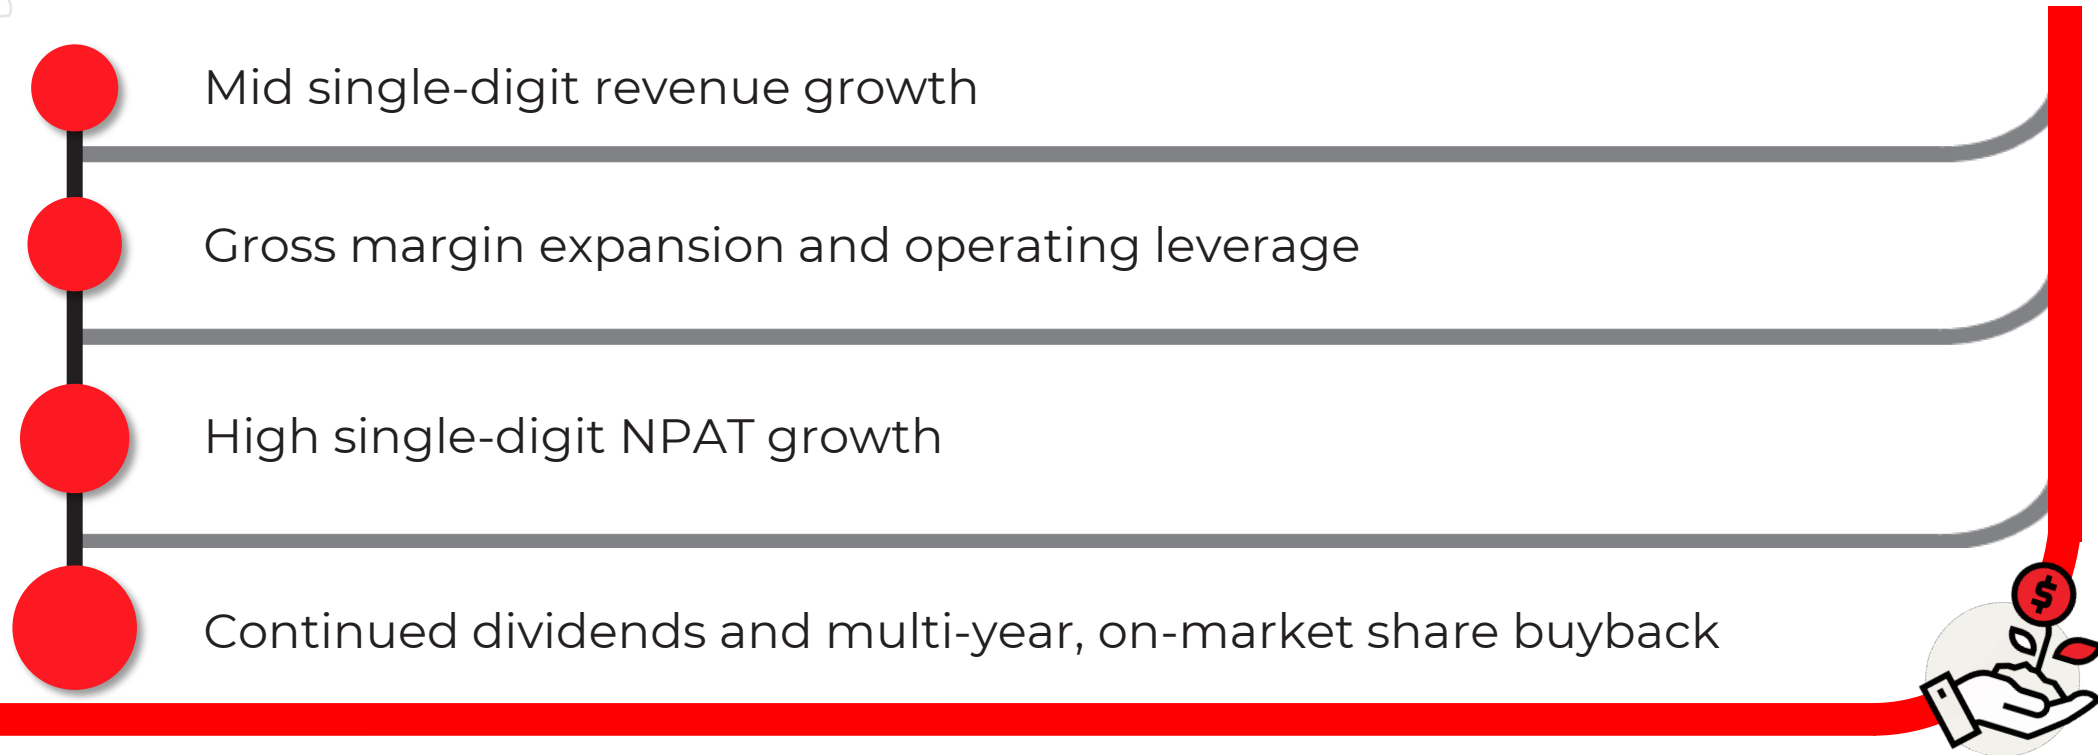 Mid single-digit revenue growth
Gross margin expansion and operating leverage
High single-digit NPAT growth
Continued dividends and multi-year, on-market share buyback
$